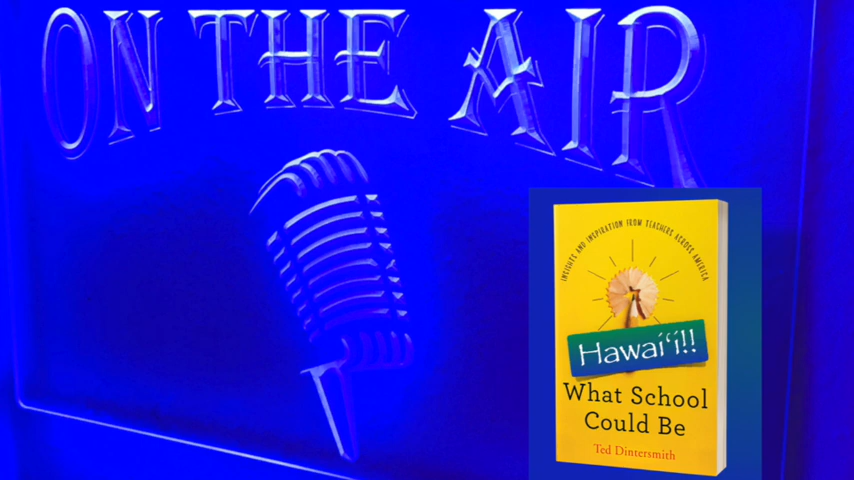 ON THE AIR
INSIGHTS AND INSPIRATION FROM TEACHERS ACROSS AMERICA
Hawaiʻi!!
What School
Could Be
Ted Dintersmith